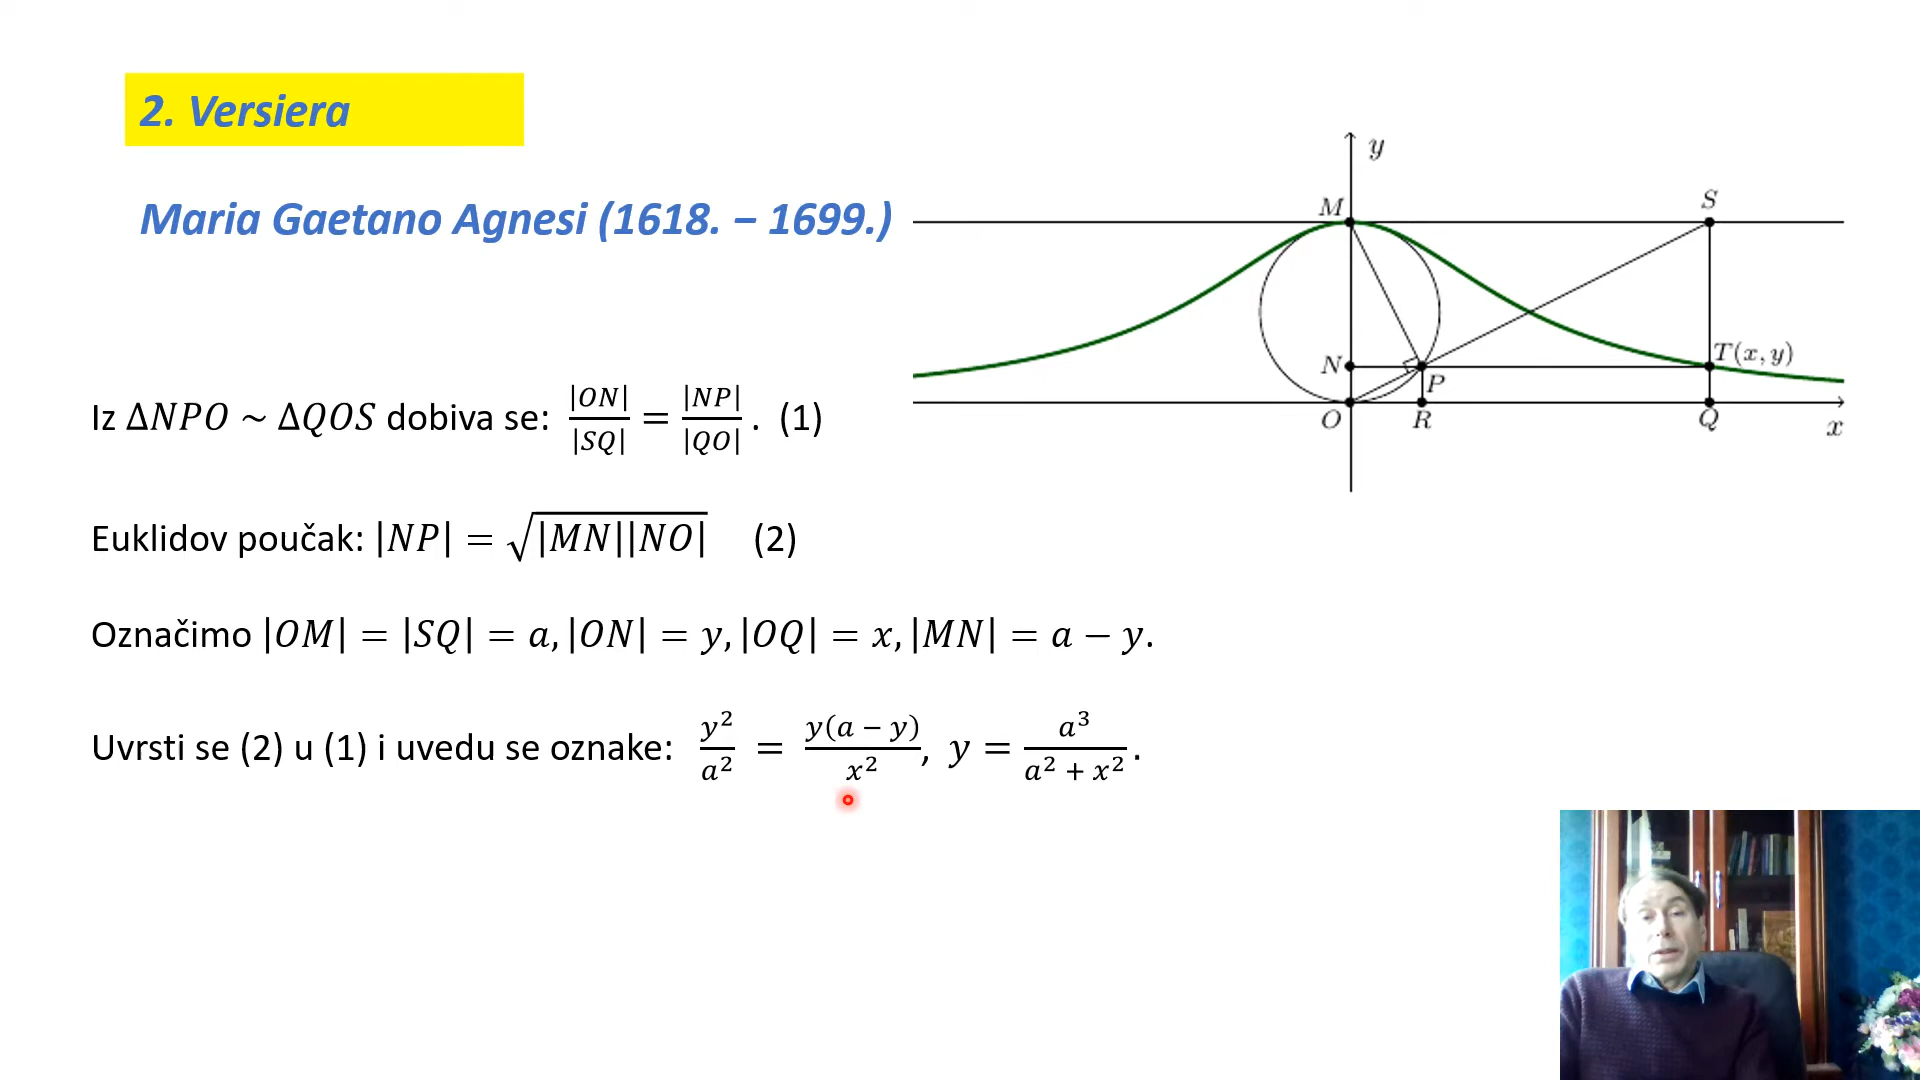 2. Versiera
Maria Gaetano Agnesi (1618. – 1699.)
Iz ΔNPO ~ ΔQOS dobiva se: |ON|/|SQ| = |NP|/|QO| . (1)
Euklidov poučak: |NP| = √|MN||NO| (2)
Označimo |OM| = |SQ| = a, |ON| = y, |OQ| = x, |MN| = a − y.
Uvrsti se (2) u (1) i uvedu se oznake: y²/a² = y(a − y)/x², y = a³/(a² + x²).
y
M
S
N
P
T(x, y)
O
R
Q
x